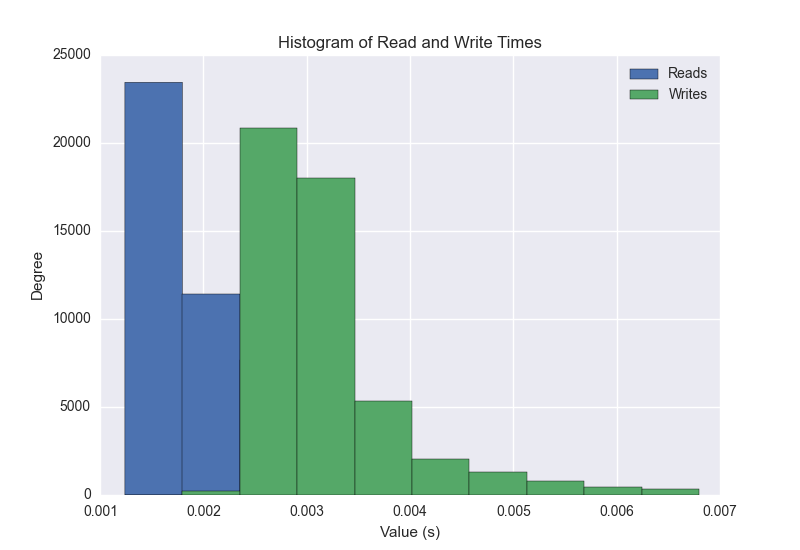 Histogram of Read and Write Times
25000
20000
15000
10000
5000
0
Degree
Reads
Writes
0.001 0.002 0.003 0.004 0.005 0.006 0.007
Value (s)